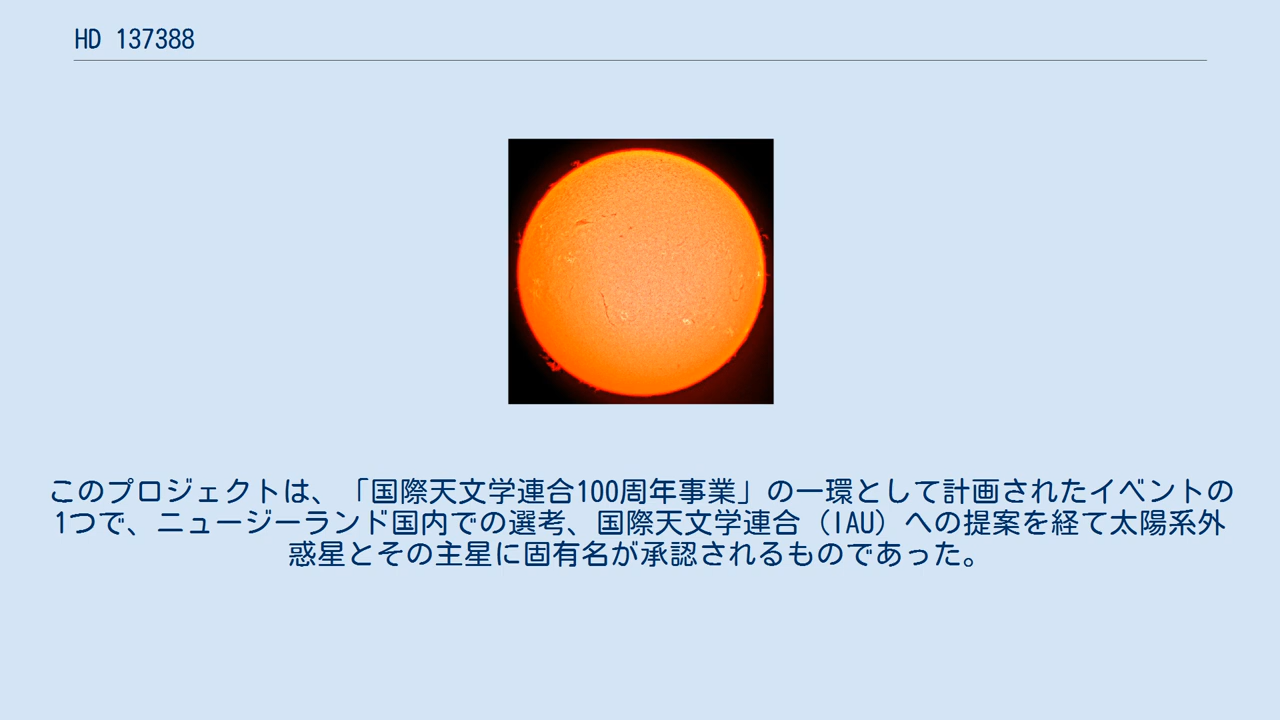 HD 137388
このプロジェクトは、「国際天文学連合100周年事業」の一環として計画されたイベントの
1つで、ニュージーランド国内での選考、国際天文学連合（IAU）への提案を経て太陽系外
惑星とその主星に固有名が承認されるものであった。